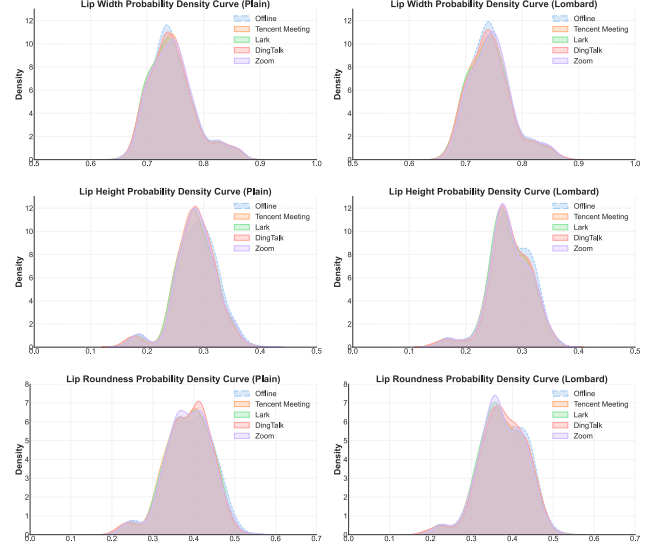 Lip Width Probability Density Curve (Plain)
Density
12
10
8
6
4
2
0
0.5 0.6 0.7 0.8 0.9 1.0
Offline
Tencent Meeting
Lark
DingTalk
Zoom
Lip Width Probability Density Curve (Lombard)
Density
12
10
8
6
4
2
0
0.5 0.6 0.7 0.8 0.9 1.0
Offline
Tencent Meeting
Lark
DingTalk
Zoom
Lip Height Probability Density Curve (Plain)
Density
12
10
8
6
4
2
0
0.0 0.1 0.2 0.3 0.4 0.5
Offline
Tencent Meeting
Lark
DingTalk
Zoom
Lip Height Probability Density Curve (Lombard)
Density
12
10
8
6
4
2
0
0.0 0.1 0.2 0.3 0.4 0.5
Offline
Tencent Meeting
Lark
DingTalk
Zoom
Lip Roundness Probability Density Curve (Plain)
Density
8
7
6
5
4
3
2
1
0
0.0 0.1 0.2 0.3 0.4 0.5 0.6 0.7
Offline
Tencent Meeting
Lark
DingTalk
Zoom
Lip Roundness Probability Density Curve (Lombard)
Density
8
7
6
5
4
3
2
1
0
0.0 0.1 0.2 0.3 0.4 0.5 0.6 0.7
Offline
Tencent Meeting
Lark
DingTalk
Zoom